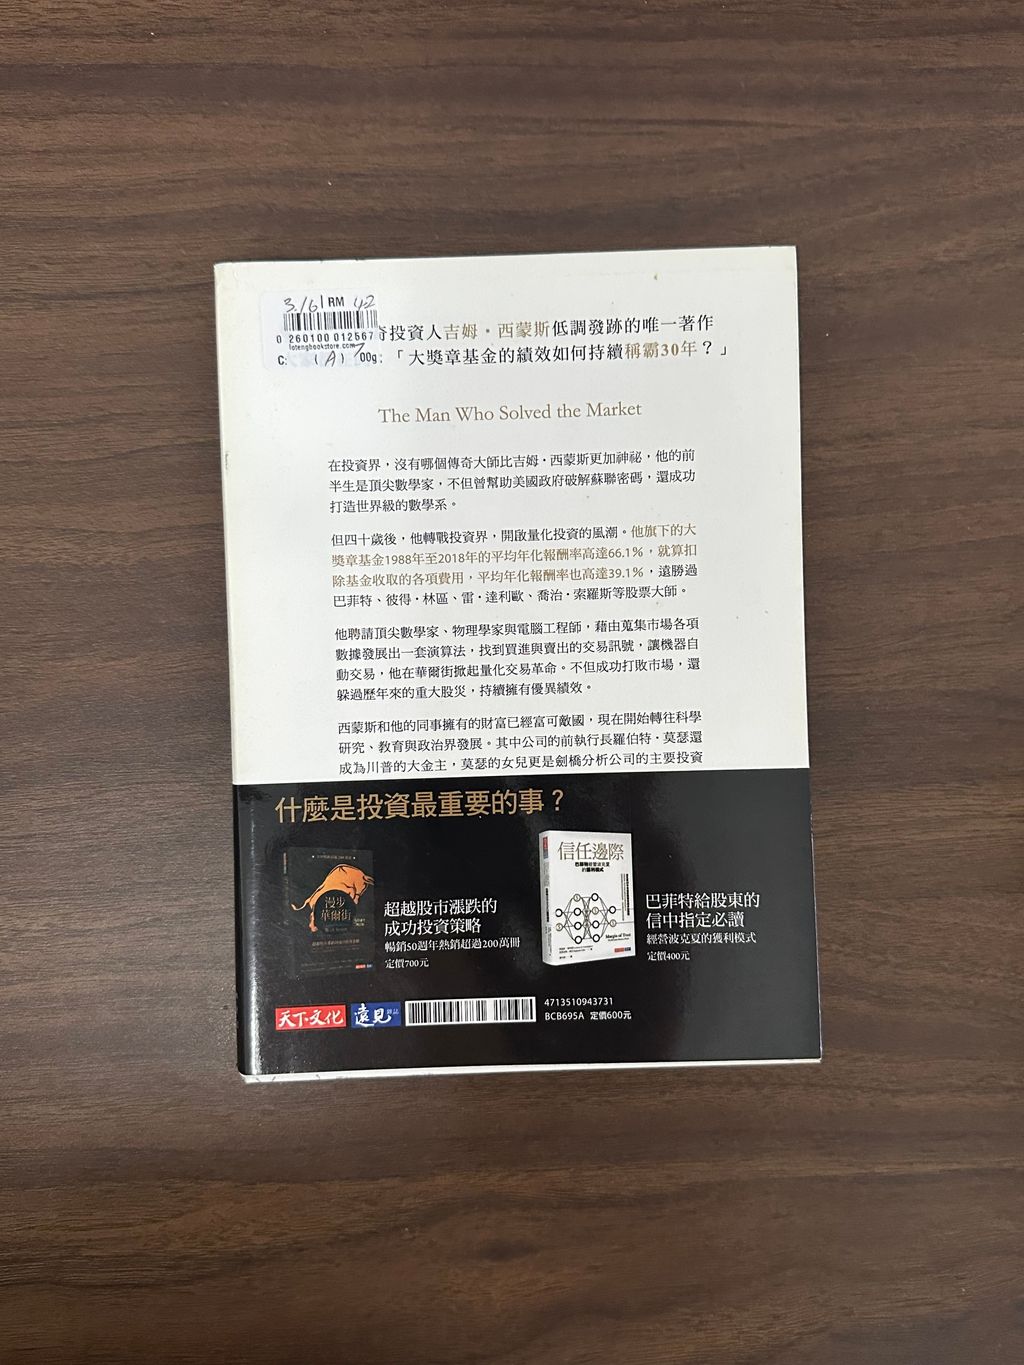 3./6 RM 42
0 260100 012567
lotengbookstore.com
C: (A) 00g:
奇投資人吉姆・西蒙斯低調發跡的唯一著作
「大獎章基金的績效如何持續稱霸30年？」
The Man Who Solved the Market
在投資界，沒有哪個傳奇大師比吉姆・西蒙斯更加神祕，他的前
半生是頂尖數學家，不但曾幫助美國政府破解蘇聯密碼，還成功
打造世界級的數學系。
但四十歲後，他轉戰投資界，開啟量化投資的風潮。他旗下的大
獎章基金1988年至2018年的平均年化報酬率高達66.1%，就算扣
除基金收取的各項費用，平均年化報酬率也高達39.1%，遠勝過
巴菲特、彼得・林區、雷・達利歐、喬治・索羅斯等股票大師。
他聘請頂尖數學家、物理學家與電腦工程師，藉由蒐集市場各項
數據發展出一套演算法，找到買進與賣出的交易訊號，讓機器自
動交易，他在華爾街掀起量化交易革命。不但成功打敗市場，還
躲過歷年來的重大股災，持續擁有優異績效。
西蒙斯和他的同事擁有的財富已經富可敵國，現在開始轉往科學
研究、教育與政治界發展。其中公司的前執行長羅伯特・莫瑟還
成為川普的大金主，莫瑟的女兒更是劍橋分析公司的主要投資
什麼是投資最重要的事？
漫步
華爾街
超越股市漲跌的
成功投資策略
暢銷50週年熱銷超過200萬冊
定價700元
信任邊際
Margin of Trust
巴菲特給股東的
信中指定必讀
經營波克夏的獲利模式
定價400元
天下文化
遠見 雜誌
4713510943731
BCB695A 定價600元